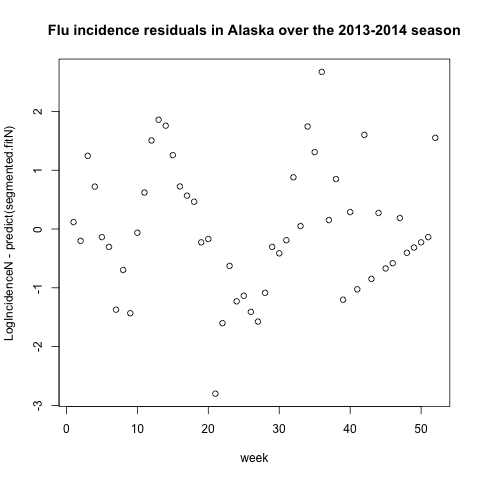 Flu incidence residuals in Alaska over the 2013-2014 season
LogIncidenceN - predict(segmented.fitN)
2
1
0
-1
-2
-3
0 10 20 30 40 50
week